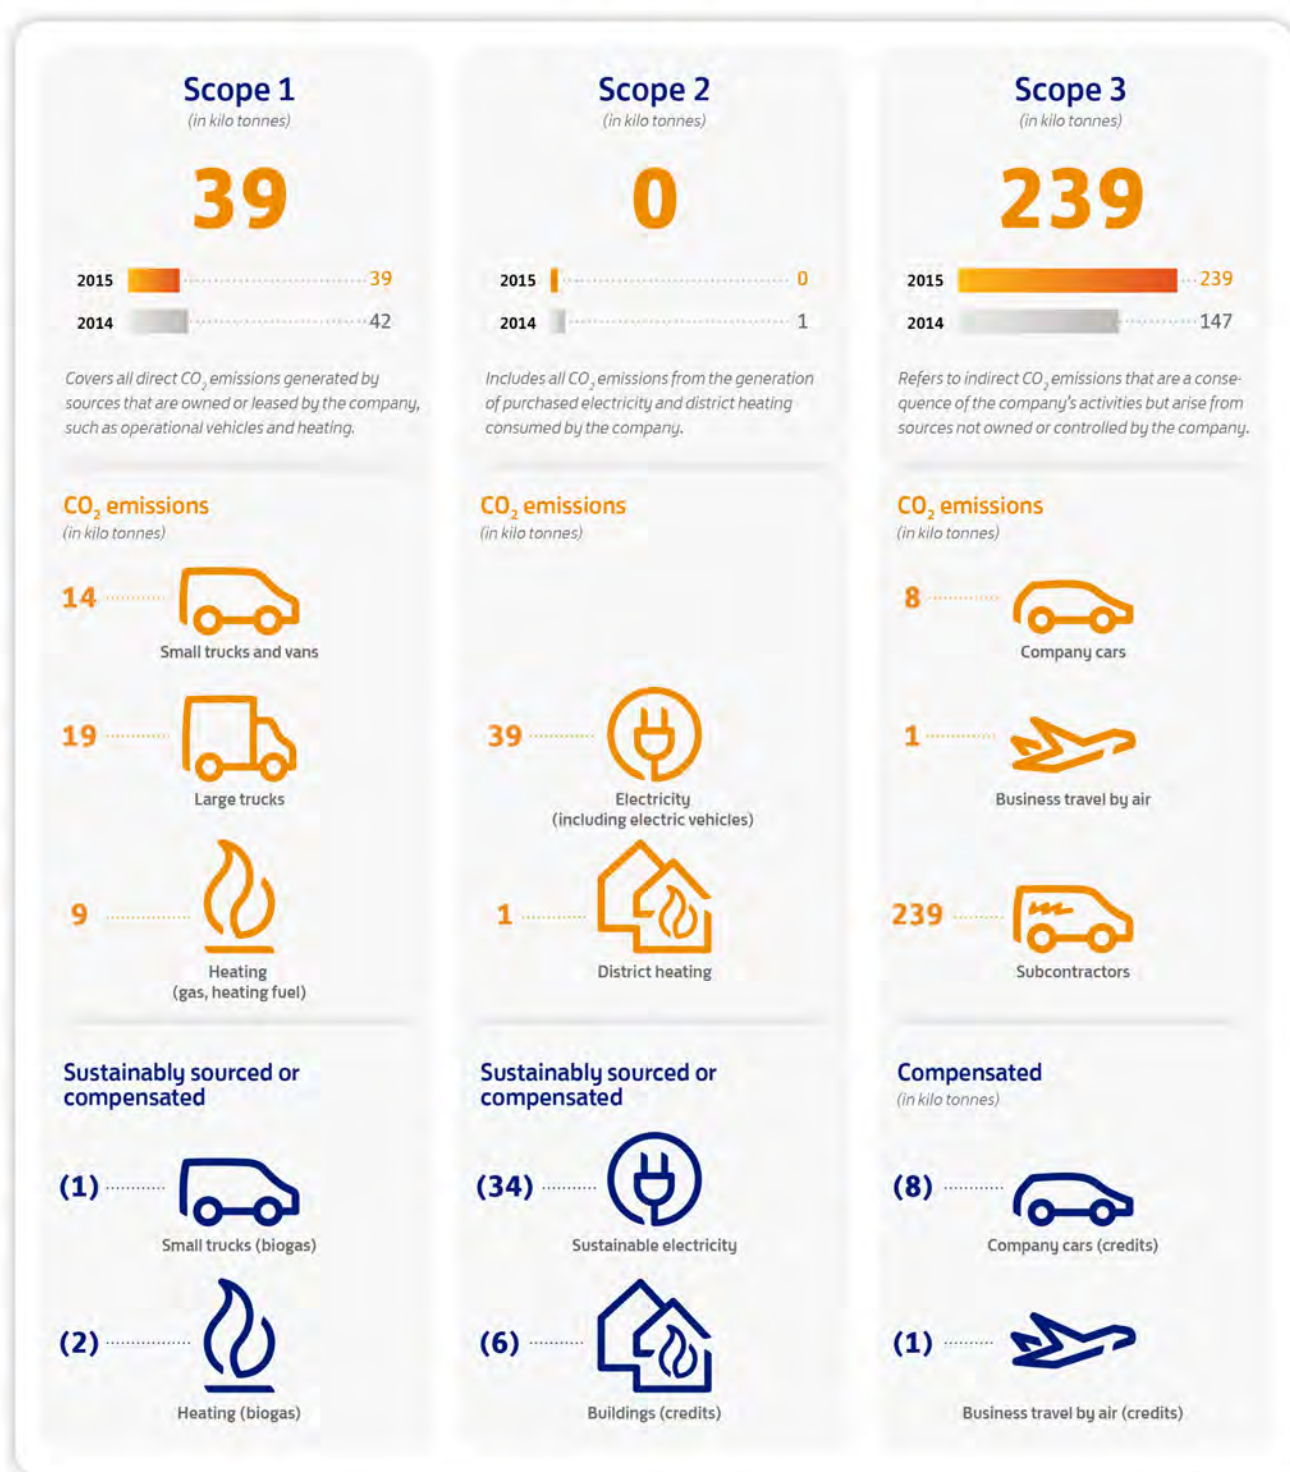 Scope 1
(in kilo tonnes)
39
2015 39
2014 42
Covers all direct CO₂ emissions generated by
sources that are owned or leased by the company,
such as operational vehicles and heating.
CO₂ emissions
(in kilo tonnes)
14
Small trucks and vans
19
Large trucks
9
Heating
(gas, heating fuel)
Sustainably sourced or
compensated
(1)
Small trucks (biogas)
(2)
Heating (biogas)
Scope 2
(in kilo tonnes)
0
2015 0
2014 1
Includes all CO₂ emissions from the generation
of purchased electricity and district heating
consumed by the company.
CO₂ emissions
(in kilo tonnes)
39
Electricity
(including electric vehicles)
1
District heating
Sustainably sourced or
compensated
(34)
Sustainable electricity
(6)
Buildings (credits)
Scope 3
(in kilo tonnes)
239
2015 239
2014 147
Refers to indirect CO₂ emissions that are a conse-
quence of the company's activities but arise from
sources not owned or controlled by the company.
CO₂ emissions
(in kilo tonnes)
8
Company cars
1
Business travel by air
239
Subcontractors
Compensated
(in kilo tonnes)
(8)
Company cars (credits)
(1)
Business travel by air (credits)